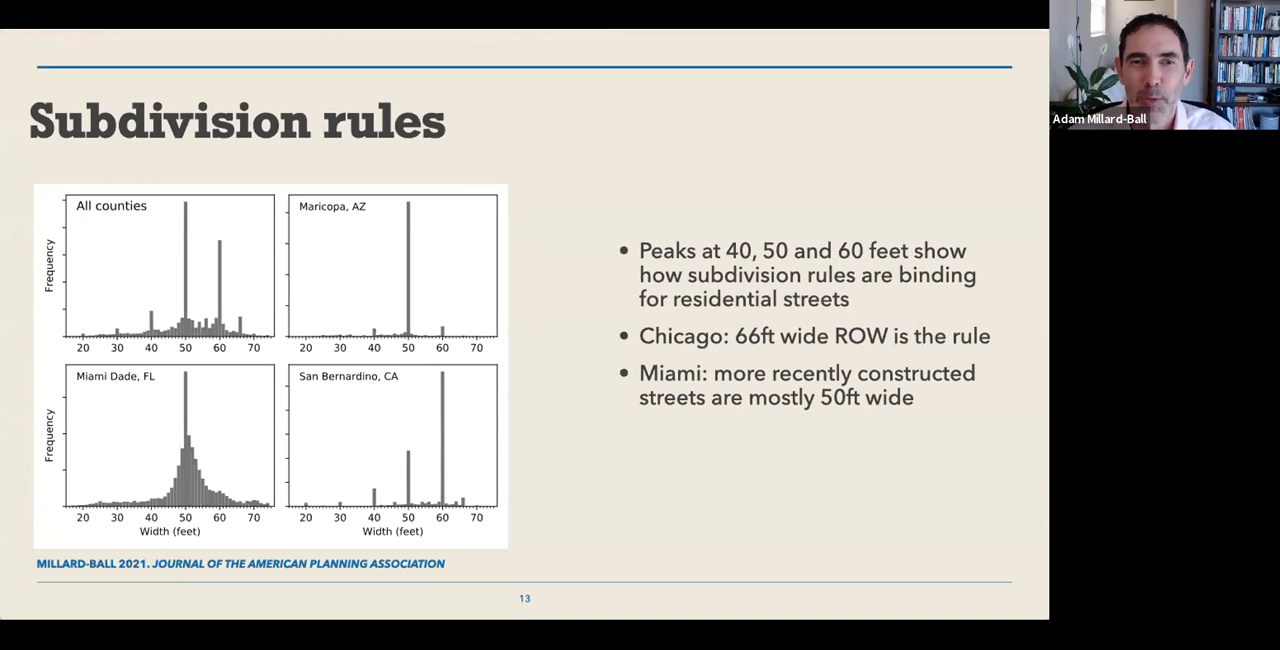 Subdivision rules
All counties
Frequency
20 30 40 50 60 70
Maricopa, AZ
20 30 40 50 60 70
Miami Dade, FL
Frequency
20 30 40 50 60 70
Width (feet)
San Bernardino, CA
20 30 40 50 60 70
Width (feet)
• Peaks at 40, 50 and 60 feet show
how subdivision rules are binding
for residential streets
• Chicago: 66ft wide ROW is the rule
• Miami: more recently constructed
streets are mostly 50ft wide
MILLARD-BALL 2021. JOURNAL OF THE AMERICAN PLANNING ASSOCIATION
13
Adam Millard-Ball